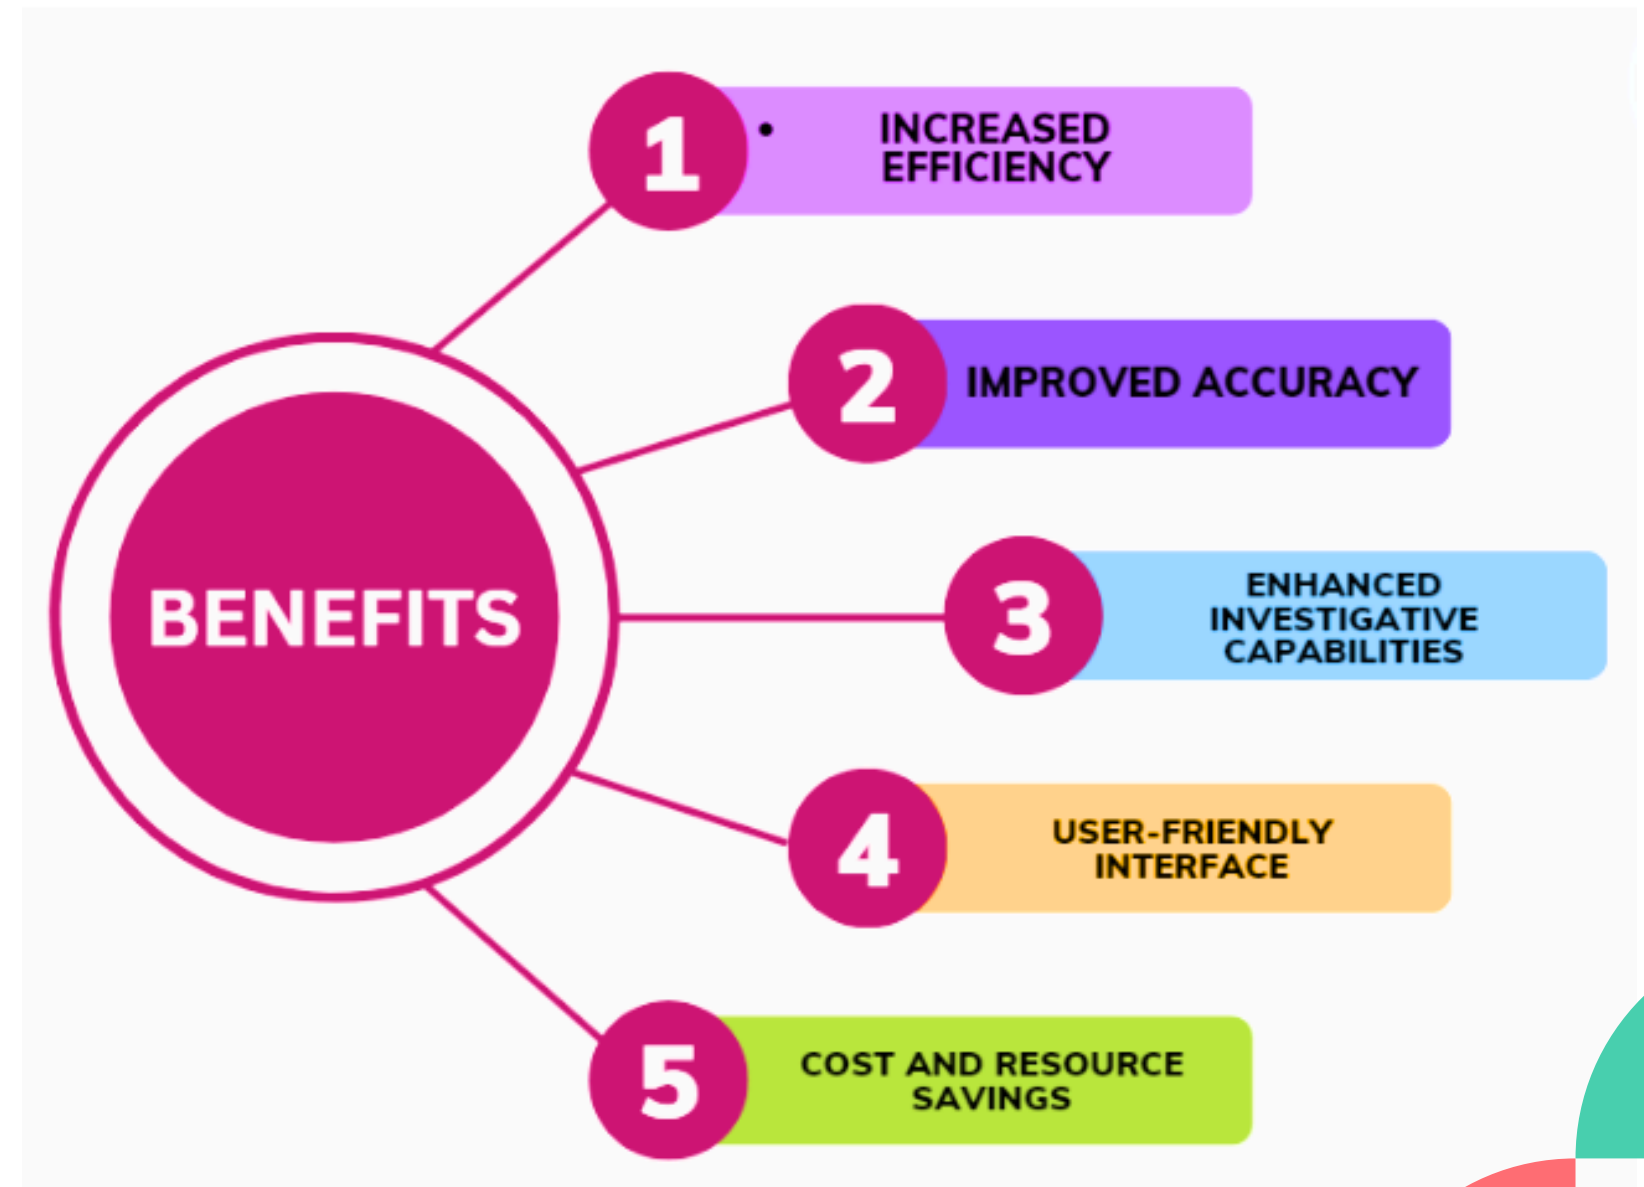 1
• INCREASED
EFFICIENCY
2
IMPROVED ACCURACY
BENEFITS
3
ENHANCED
INVESTIGATIVE
CAPABILITIES
4
USER-FRIENDLY
INTERFACE
5
COST AND RESOURCE
SAVINGS